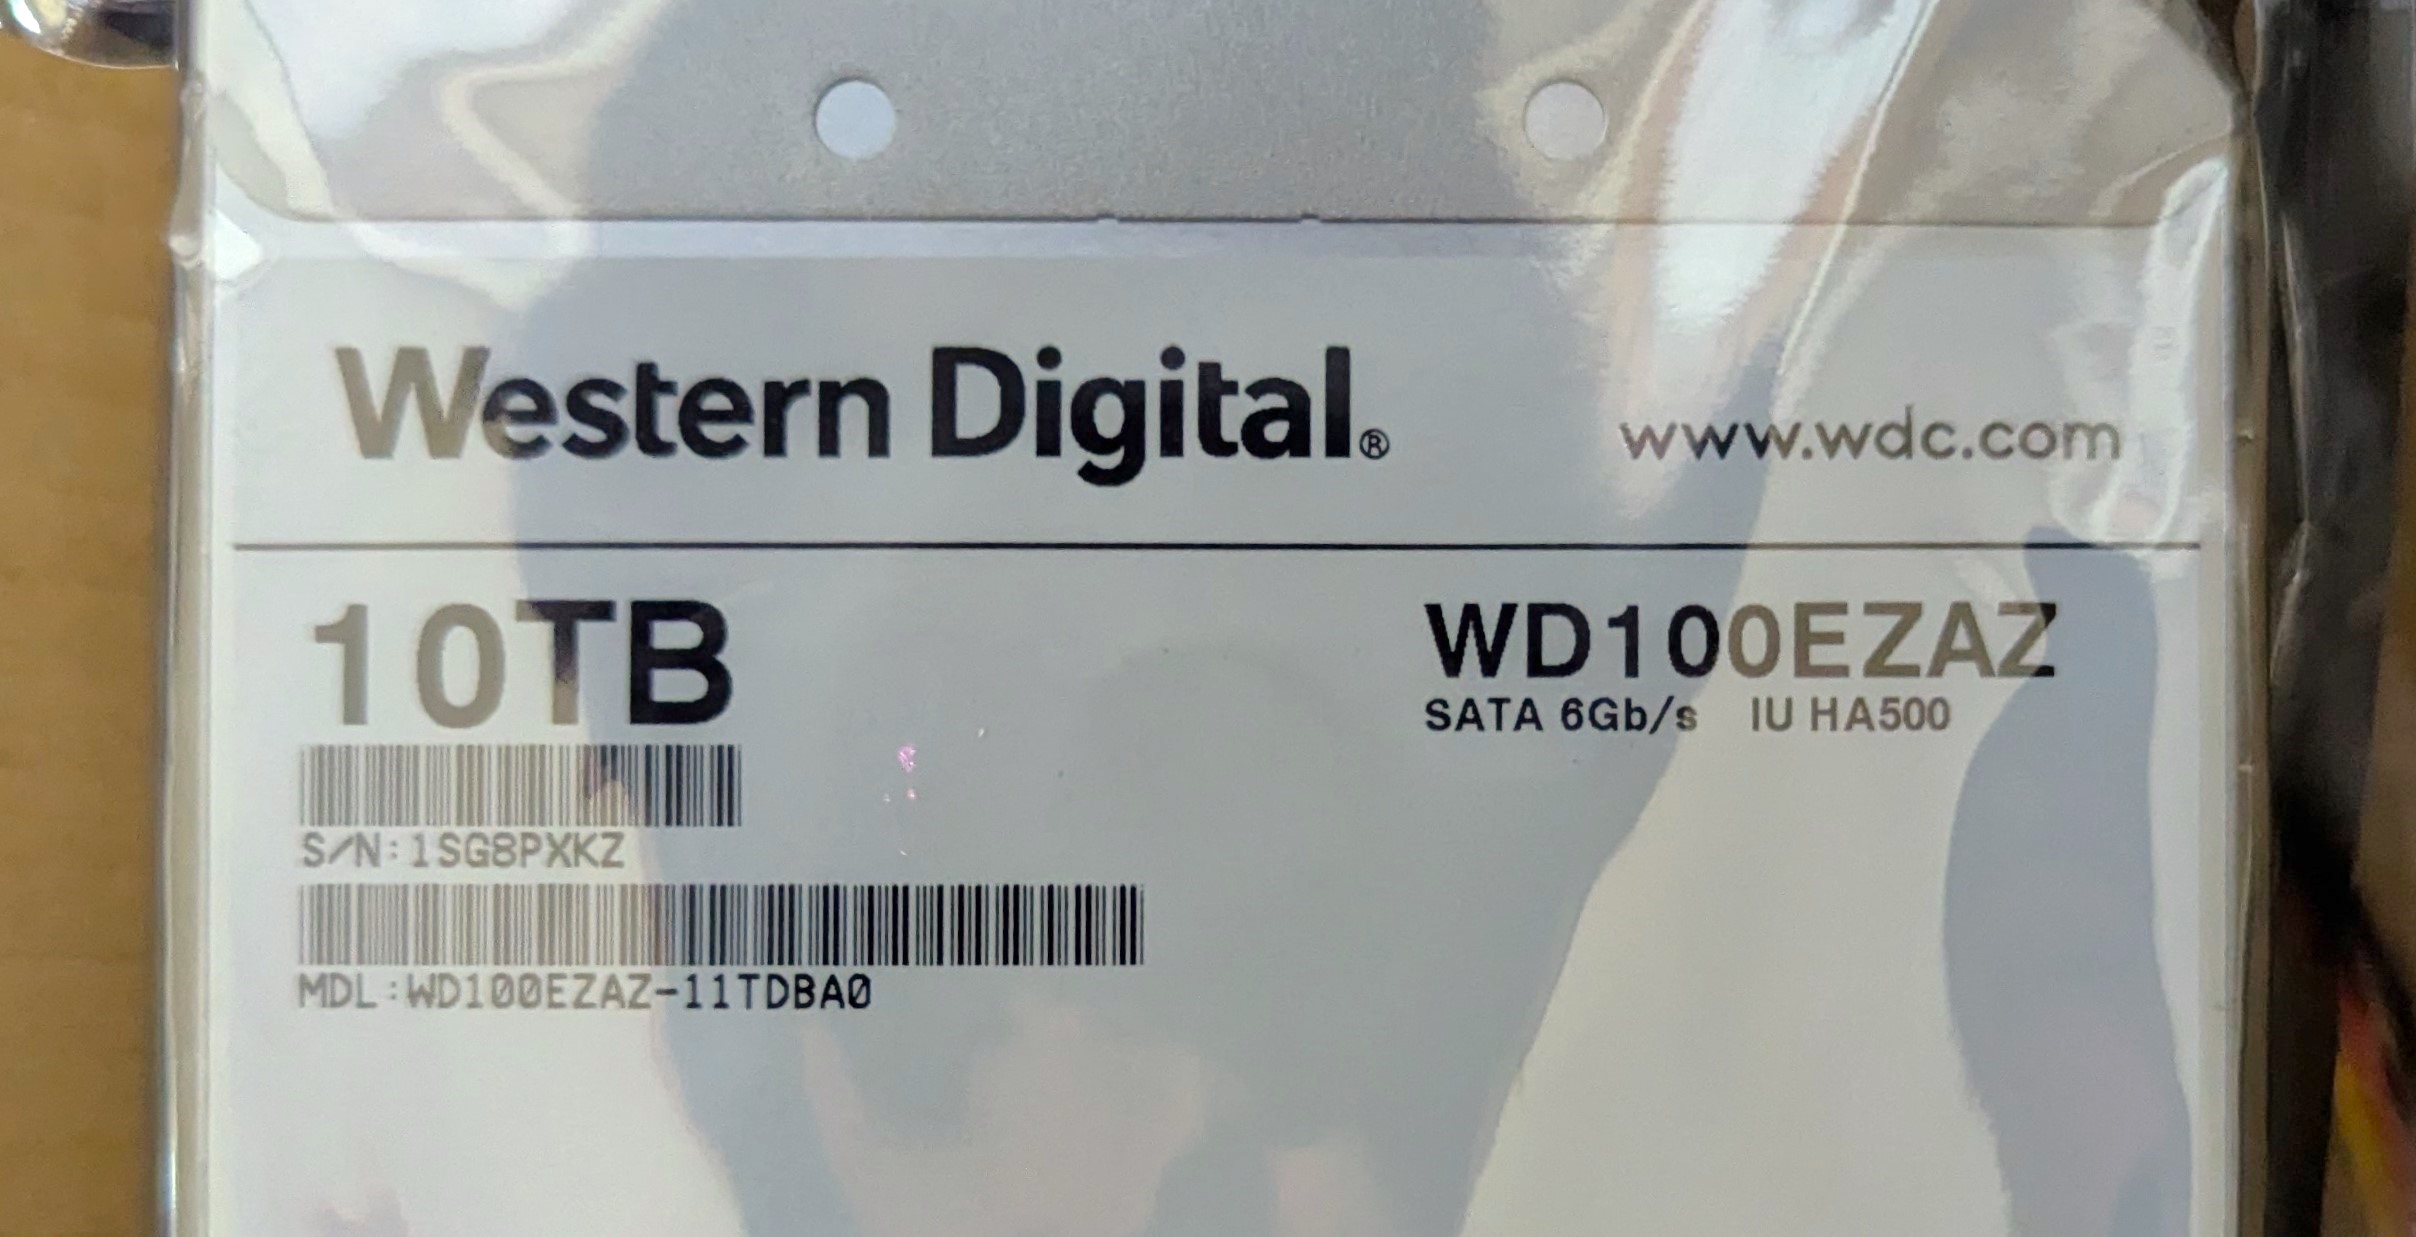 Western Digital® www.wdc.com
10TB WD100EZAZ
SATA 6Gb/s IU HA500
S/N:1SG8PXKZ
MDL:WD100EZAZ-11TDBA0